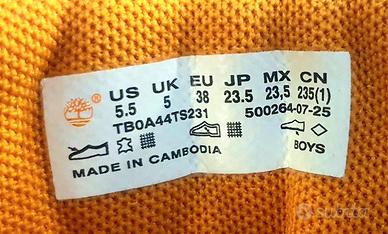 US UK EU JP MX CN
5.5 5 38 23.5 23,5 235(1)
TB0A44TS231 500264-07-25
BOYS
MADE IN CAMBODIA
subito